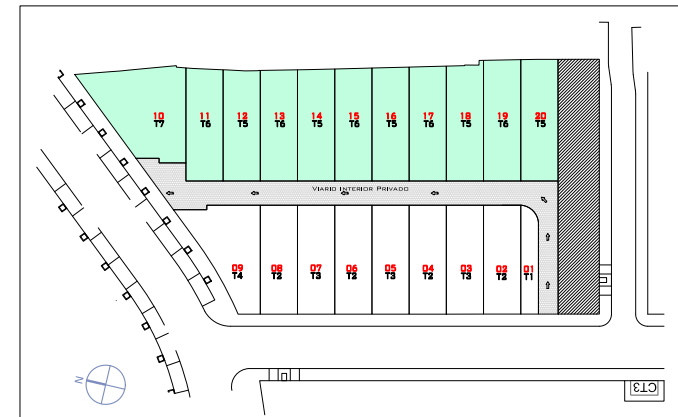 10 11 12 13 14 15 16 17 18 19 20
T7 T6 T5 T6 T5 T6 T5 T6 T5 T6 T5
VIARIO INTERIOR PRIVADO
09 08 07 06 05 04 03 02 01
T4 T2 T3 T2 T3 T2 T3 T2 T1
N
CT3